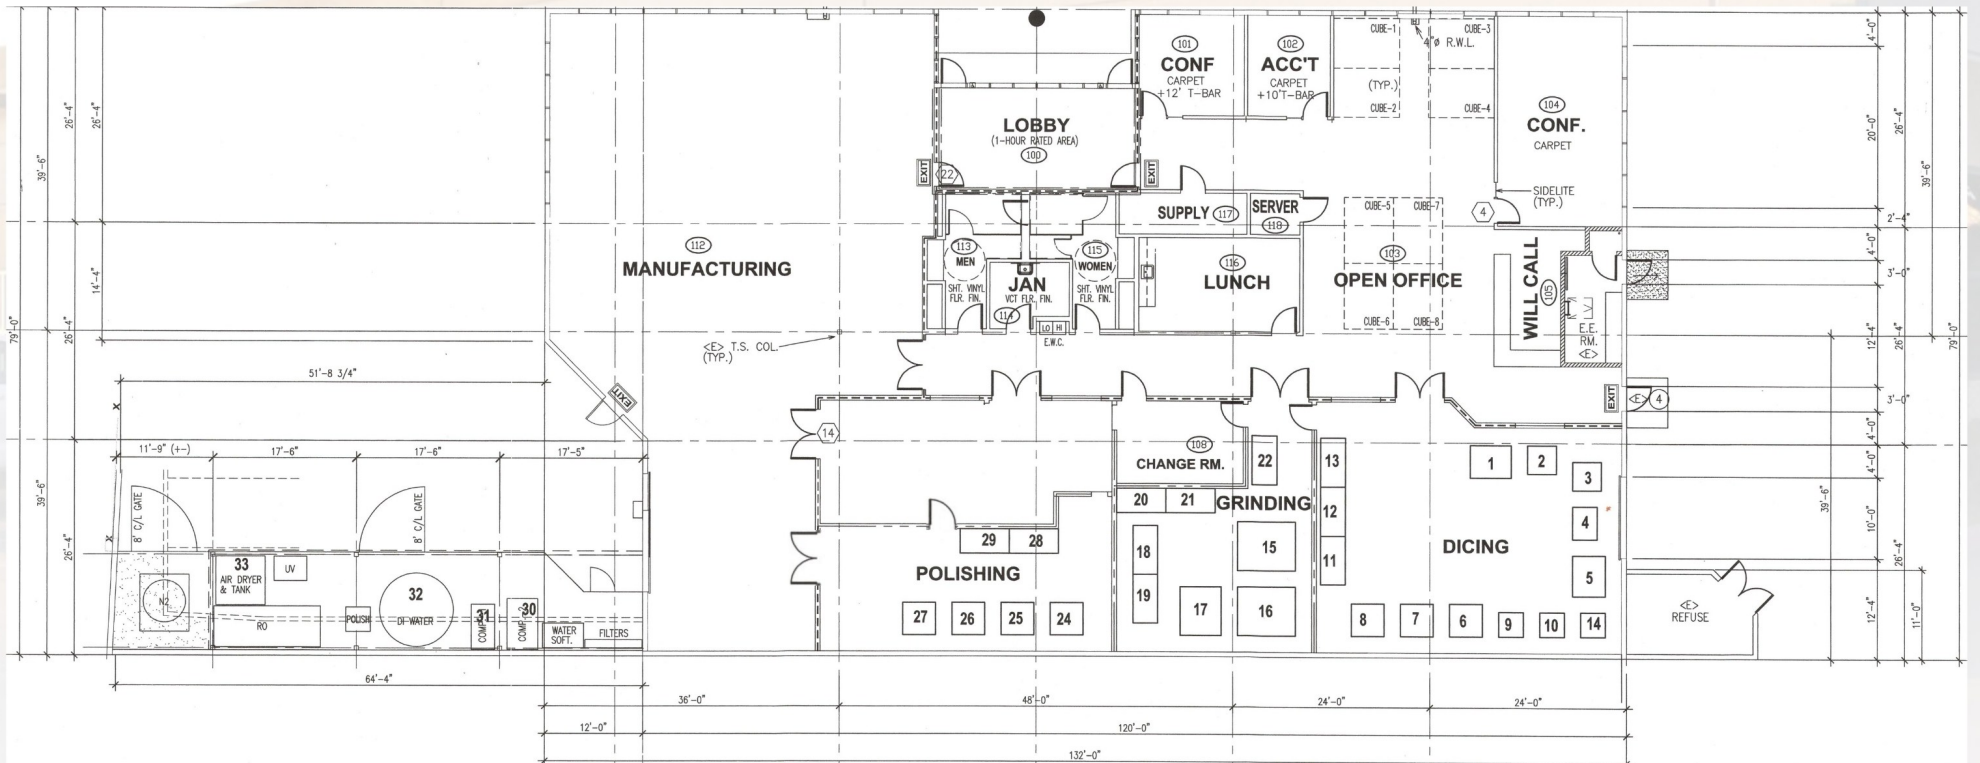 101
CONF
CARPET
+12' T-BAR
102
ACC'T
CARPET
+10'T-BAR
CUBE-1
CUBE-3
4"ø R.W.L.
(TYP.)
CUBE-2
CUBE-4
104
CONF.
CARPET
LOBBY
(1-HOUR RATED AREA)
100
EXIT
22
EXIT
SIDELITE
(TYP.)
4
SUPPLY 117
SERVER
118
CUBE-5
CUBE-7
103
OPEN OFFICE
CUBE-6
CUBE-8
112
MANUFACTURING
113
MEN
SHT. VINYL
FLR. FIN.
JAN
VCT FLR. FIN.
114
115
WOMEN
SHT. VINYL
FLR. FIN.
LO HI
E.W.C.
116
LUNCH
WILL CALL
105
E.E.
RM.
<E>
<E> T.S. COL.
(TYP.)
EXIT
14
EXIT
<E> 4
108
CHANGE RM.
22
20
21
GRINDING
18
19
15
17
16
13
12
11
DICING
1
2
3
4
5
8
7
6
9
10
14
<E>
REFUSE
29
28
POLISHING
27
26
25
24
8' C/L GATE
8' C/L GATE
33
AIR DRYER
& TANK
UV
N2
RO
POLISH
32
DI WATER
31
30
WATER
SOFT.
FILTERS
79'-0"
39'-6"
39'-6"
26'-4"
14'-4"
26'-4"
26'-4"
26'-4"
51'-8 3/4"
11'-9" (+-)
17'-6"
17'-6"
17'-5"
64'-4"
36'-0"
48'-0"
24'-0"
24'-0"
12'-0"
120'-0"
132'-0"
4'-0"
20'-0"
26'-4"
39'-6"
2'-4"
4'-0"
3'-0"
12'-4"
26'-4"
79'-0"
3'-0"
4'-0"
4'-0"
39'-6"
10'-0"
26'-4"
12'-4"
11'-0"